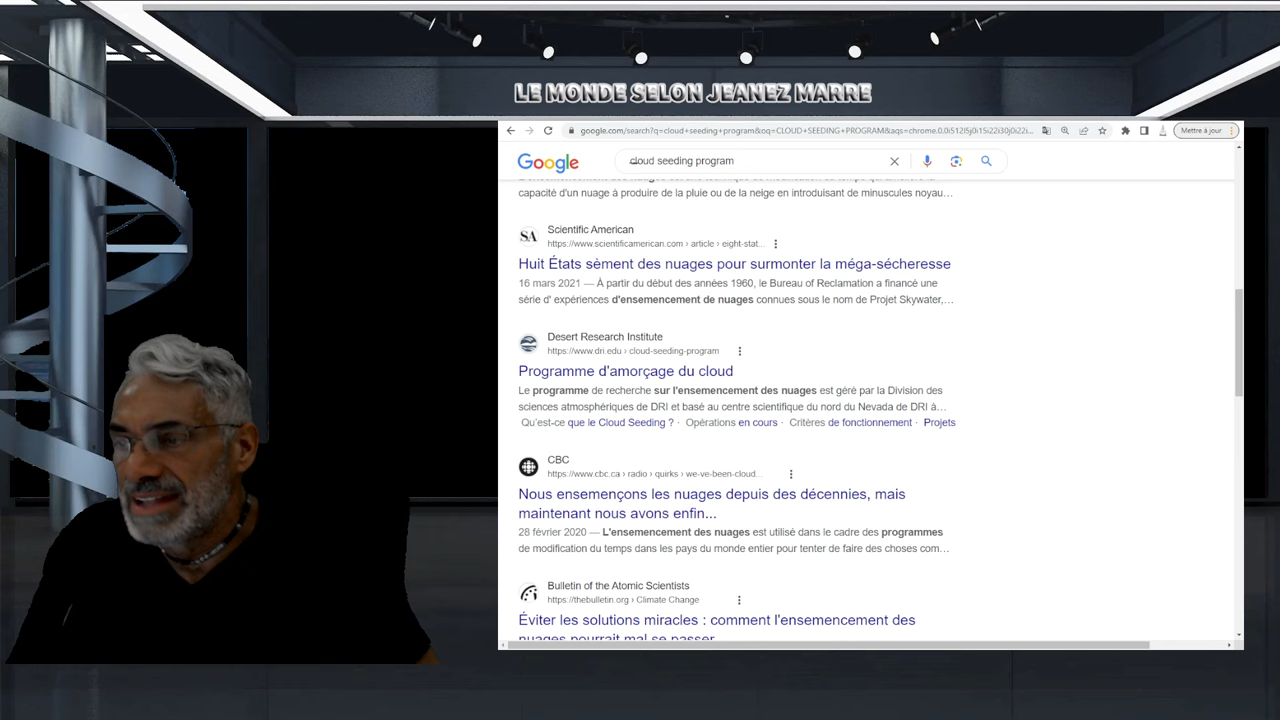 LE MONDE SELON JEANEZ MARRE
google.com/search?q=cloud+seeding+program&oq=CLOUD+SEEDING+PROGRAM&aqs=chrome.0.0i512l5j0i15i22i30j0i22i...
Mettre à jour
Google
cloud seeding program
capacité d'un nuage à produire de la pluie ou de la neige en introduisant de minuscules noyau...
SA
Scientific American
https://www.scientificamerican.com › article › eight-stat...
Huit États sèment des nuages pour surmonter la méga-sécheresse
16 mars 2021 — À partir du début des années 1960, le Bureau of Reclamation a financé une
série d' expériences d'ensemencement de nuages connues sous le nom de Projet Skywater,...
Desert Research Institute
https://www.dri.edu › cloud-seeding-program
Programme d'amorçage du cloud
Le programme de recherche sur l'ensemencement des nuages est géré par la Division des
sciences atmosphériques de DRI et basé au centre scientifique du nord du Nevada de DRI à...
Qu'est-ce que le Cloud Seeding ? · Opérations en cours · Critères de fonctionnement · Projets
CBC
https://www.cbc.ca › radio › quirks › we-ve-been-cloud...
Nous ensemençons les nuages depuis des décennies, mais
maintenant nous avons enfin...
28 février 2020 — L'ensemencement des nuages est utilisé dans le cadre des programmes
de modification du temps dans les pays du monde entier pour tenter de faire des choses com...
Bulletin of the Atomic Scientists
https://thebulletin.org › Climate Change
Éviter les solutions miracles : comment l'ensemencement des
nuages pourrait mal se passer